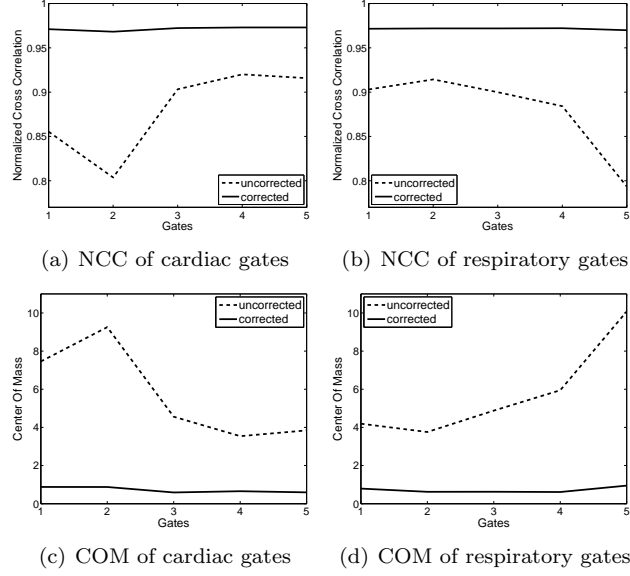 1
0.95
0.9
0.85
0.8
Normalized Cross Correlation
uncorrected
corrected
1 2 3 4 5
Gates
(a) NCC of cardiac gates
1
0.95
0.9
0.85
0.8
Normalized Cross Correlation
uncorrected
corrected
1 2 3 4 5
Gates
(b) NCC of respiratory gates
10
8
6
4
2
0
Center Of Mass
uncorrected
corrected
1 2 3 4 5
Gates
(c) COM of cardiac gates
10
8
6
4
2
0
Center Of Mass
uncorrected
corrected
1 2 3 4 5
Gates
(d) COM of respiratory gates